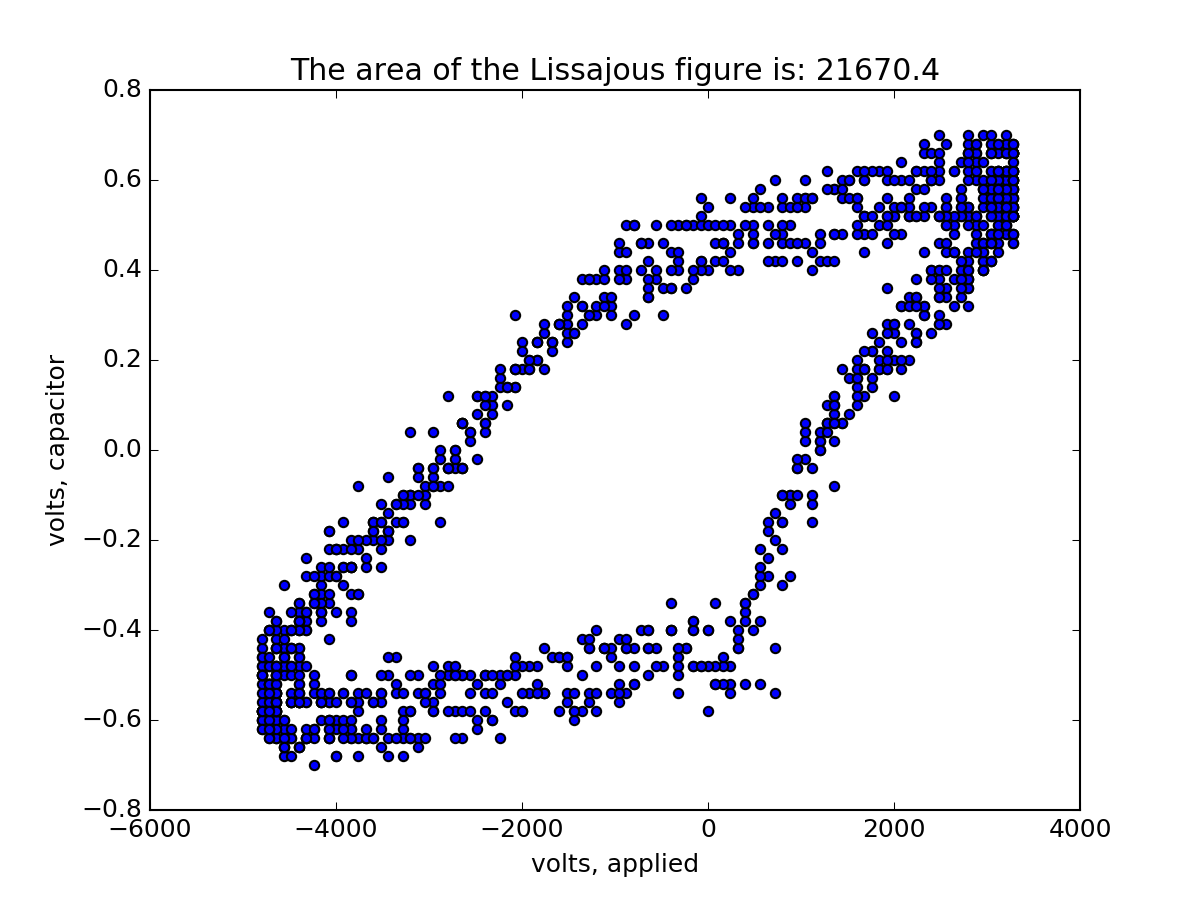 The area of the Lissajous figure is: 21670.4
0.8
0.6
0.4
0.2
0.0
−0.2
−0.4
−0.6
−0.8
volts, capacitor
−6000 −4000 −2000 0 2000 4000
volts, applied